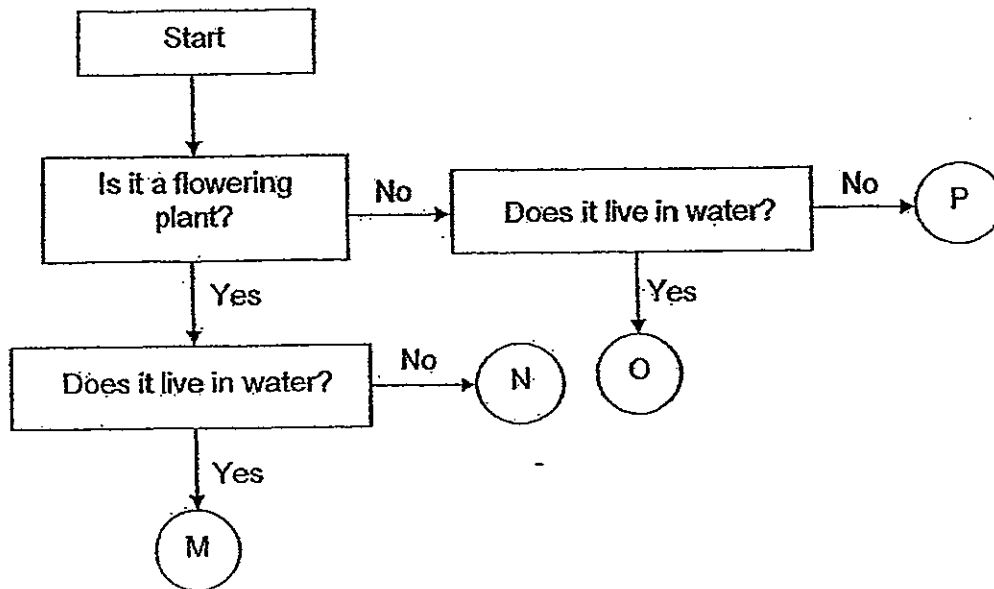 Start
Is it a flowering
plant?
No
Does it live in water?
No
P
Yes
Yes
O
Does it live in water?
No
N
Yes
M